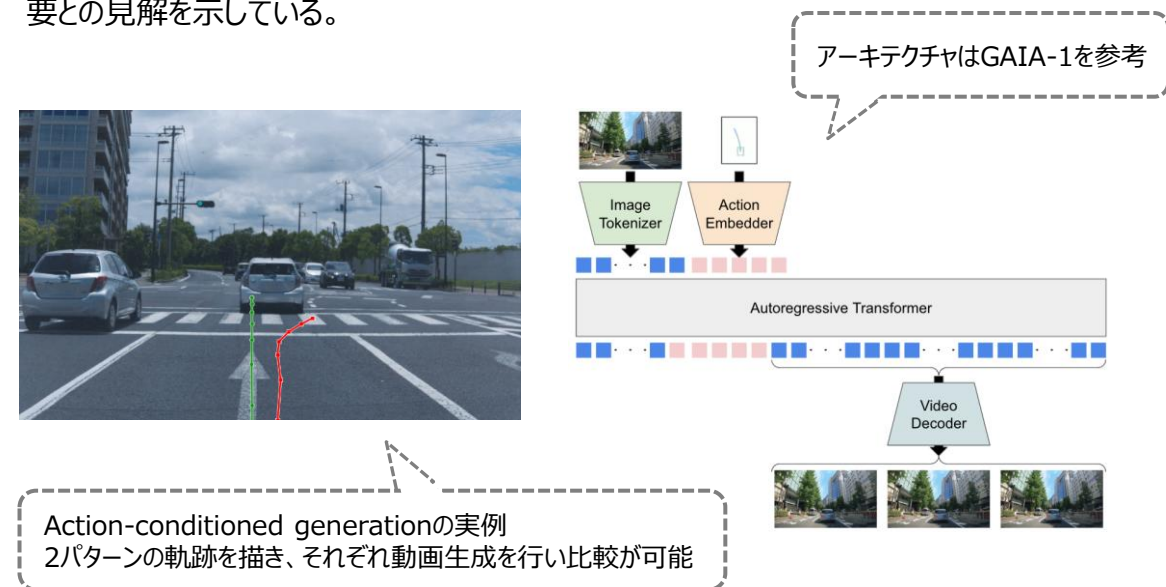 要との見解を示している。
アーキテクチャはGAIA-1を参考
Image
Tokenizer
Action
Embedder
Autoregressive Transformer
Video
Decoder
Action-conditioned generationの実例
2パターンの軌跡を描き、それぞれ動画生成を行い比較が可能